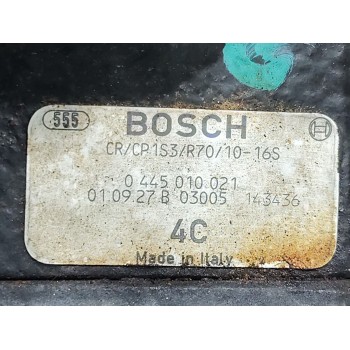 555 BOSCH
CR/CP1S3/R70/10-16S
0 445 010 021
01.09.27 B 03005 143436
4C
Made in Italy